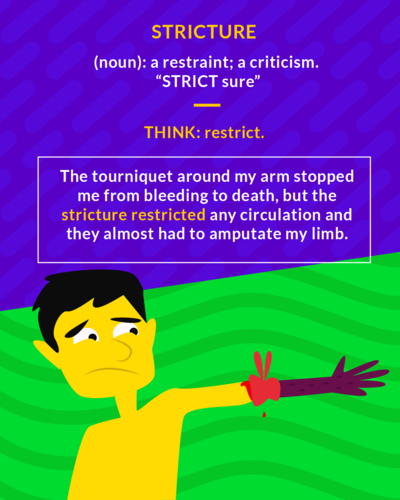 STRICTURE
(noun): a restraint; a criticism.
“STRICT sure”
THINK: restrict.
The tourniquet around my arm stopped
me from bleeding to death, but the
stricture restricted any circulation and
they almost had to amputate my limb.